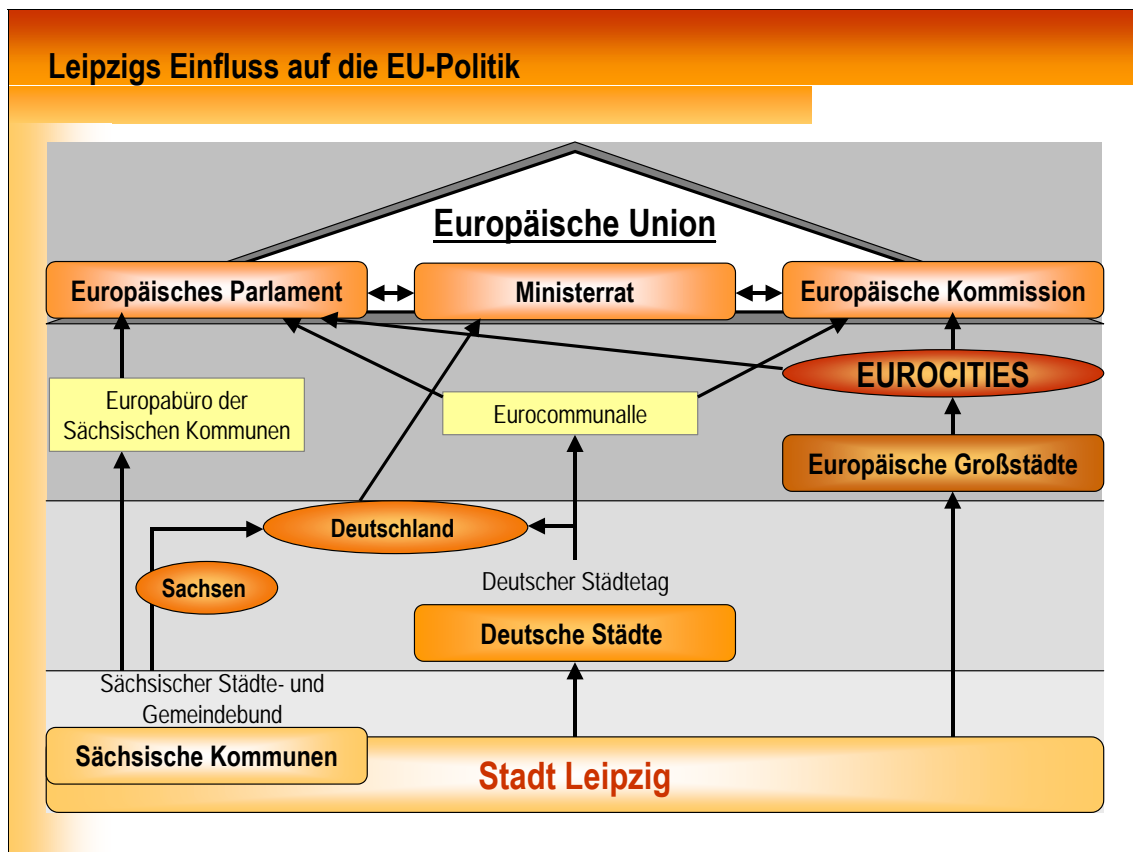 Leipzigs Einfluss auf die EU-Politik
Europäische Union
Europäisches Parlament
Ministerrat
Europäische Kommission
EUROCITIES
Europabüro der
Sächsischen Kommunen
Eurocommunalle
Europäische Großstädte
Deutschland
Sachsen
Deutscher Städtetag
Deutsche Städte
Sächsischer Städte- und
Gemeindebund
Sächsische Kommunen
Stadt Leipzig